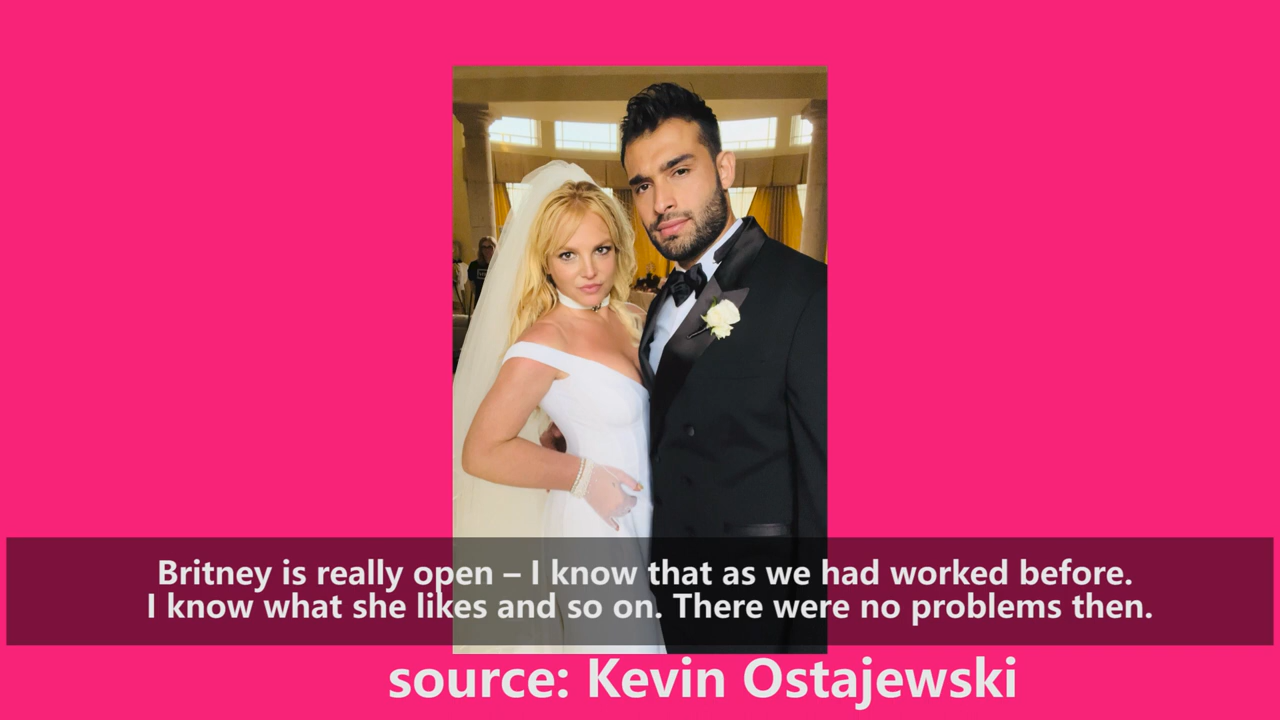 Britney is really open – I know that as we had worked before.
I know what she likes and so on. There were no problems then.
source: Kevin Ostajewski